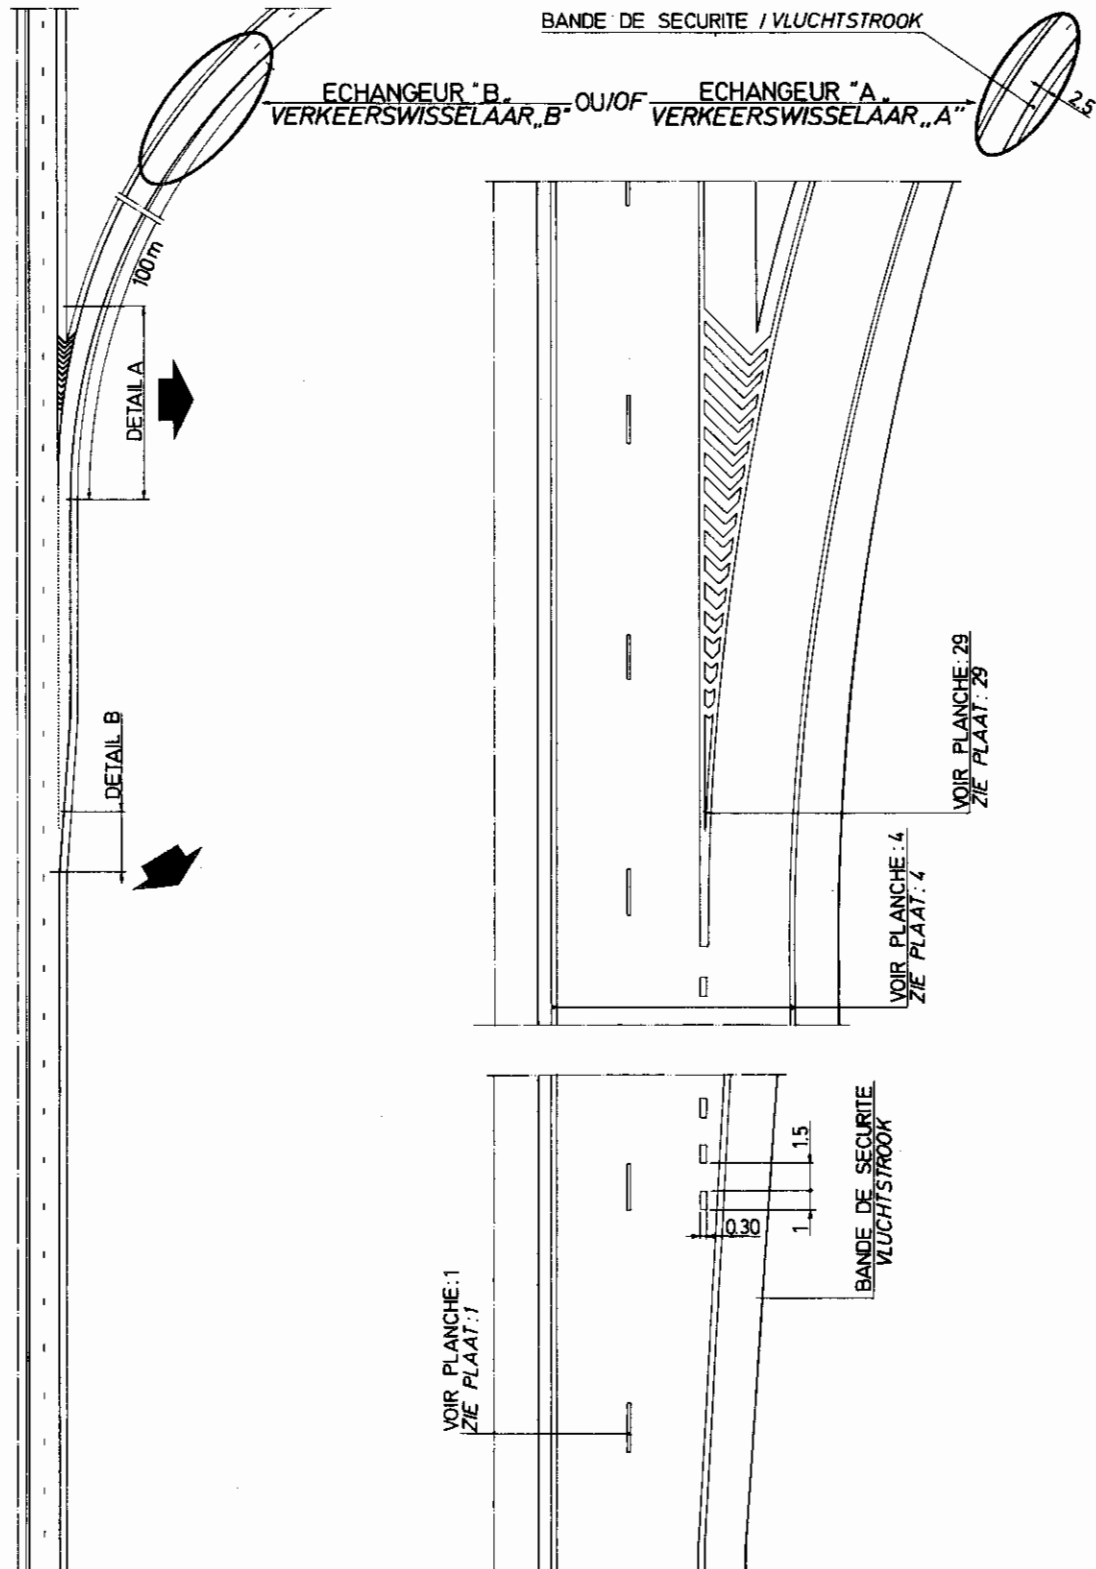 BANDE DE SECURITE / VLUCHTSTROOK
ECHANGEUR "B„
VERKEERSWISSELAAR„B"
OU/OF
ECHANGEUR "A„
VERKEERSWISSELAAR„A"
2.5
100m
DETAIL A
DETAIL B
VOIR PLANCHE: 29
ZIE PLAAT: 29
VOIR PLANCHE: 4
ZIE PLAAT: 4
1.5
1
0.30
BANDE DE SECURITE
VLUCHTSTROOK
VOIR PLANCHE: 1
ZIE PLAAT: 1